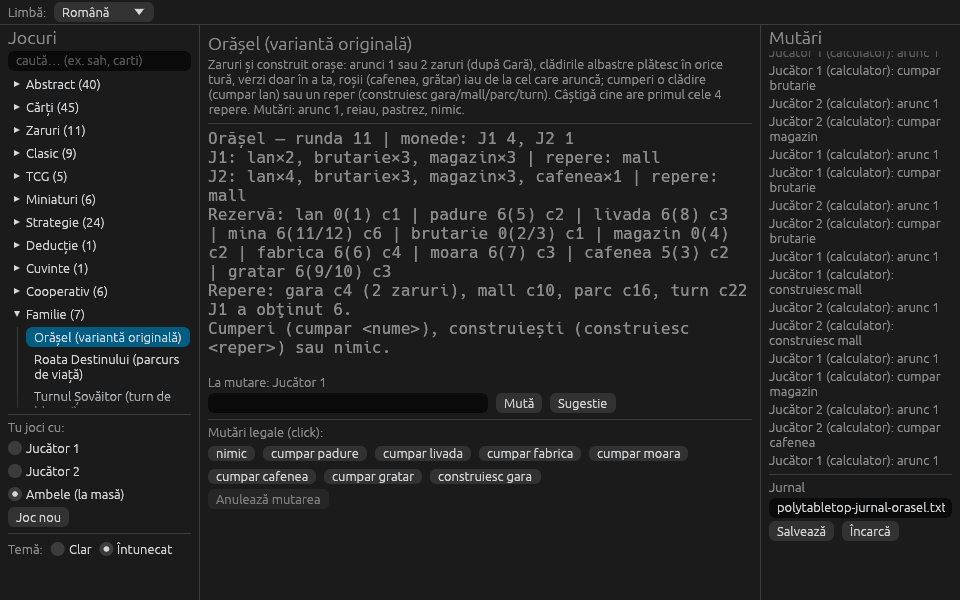 Limbă: Română
Jocuri
caută... (ex. sah, carti)
Abstract (40)
Cărți (45)
Zaruri (11)
Clasic (9)
TCG (5)
Miniaturi (6)
Strategie (24)
Deducție (1)
Cuvinte (1)
Cooperativ (6)
Familie (7)
Orășel (variantă originală)
Roata Destinului (parcurs
de viață)
Turnul Șovăitor (turn de
Tu joci cu:
Jucător 1
Jucător 2
Ambele (la masă)
Joc nou
Temă: Clar Întunecat
Orășel (variantă originală)
Zaruri și construit orașe: arunci 1 sau 2 zaruri (după Gară), clădirile albastre plătesc în orice
tură, verzi doar în a ta, roșii (cafenea, grătar) iau de la cel care aruncă; cumperi o clădire
(cumpar lan) sau un reper (construiesc gara/mall/parc/turn). Câștigă cine are primul cele 4
repere. Mutări: arunc 1, reiau, pastrez, nimic.
Orășel — runda 11 | monede: J1 4, J2 1
J1: lan×2, brutarie×3, magazin×3 | repere: mall
J2: lan×4, brutarie×3, magazin×3, cafenea×1 | repere:
mall
Rezervă: lan 0(1) c1 | padure 6(5) c2 | livada 6(8) c3
| mina 6(11/12) c6 | brutarie 0(2/3) c1 | magazin 0(4)
c2 | fabrica 6(6) c4 | moara 6(7) c3 | cafenea 5(3) c2
| gratar 6(9/10) c3
Repere: gara c4 (2 zaruri), mall c10, parc c16, turn c22
J1 a obținut 6.
Cumperi (cumpar <nume>), construiești (construiesc
<reper>) sau nimic.
La mutare: Jucător 1
Mută Sugestie
Mutări legale (click):
nimic cumpar padure cumpar livada cumpar fabrica cumpar moara
cumpar cafenea cumpar gratar construiesc gara
Anulează mutarea
Mutări
Jucător 1 (calculator): arunc 1
Jucător 1 (calculator): cumpar
brutarie
Jucător 2 (calculator): arunc 1
Jucător 2 (calculator): cumpar
magazin
Jucător 1 (calculator): arunc 1
Jucător 1 (calculator): cumpar
brutarie
Jucător 2 (calculator): arunc 1
Jucător 2 (calculator): cumpar
brutarie
Jucător 1 (calculator): arunc 1
Jucător 1 (calculator):
construiesc mall
Jucător 2 (calculator): arunc 1
Jucător 2 (calculator):
construiesc mall
Jucător 1 (calculator): arunc 1
Jucător 1 (calculator): cumpar
magazin
Jucător 2 (calculator): arunc 1
Jucător 2 (calculator): cumpar
cafenea
Jucător 1 (calculator): arunc 1
Jurnal
polytabletop-jurnal-orasel.txt
Salvează Încarcă